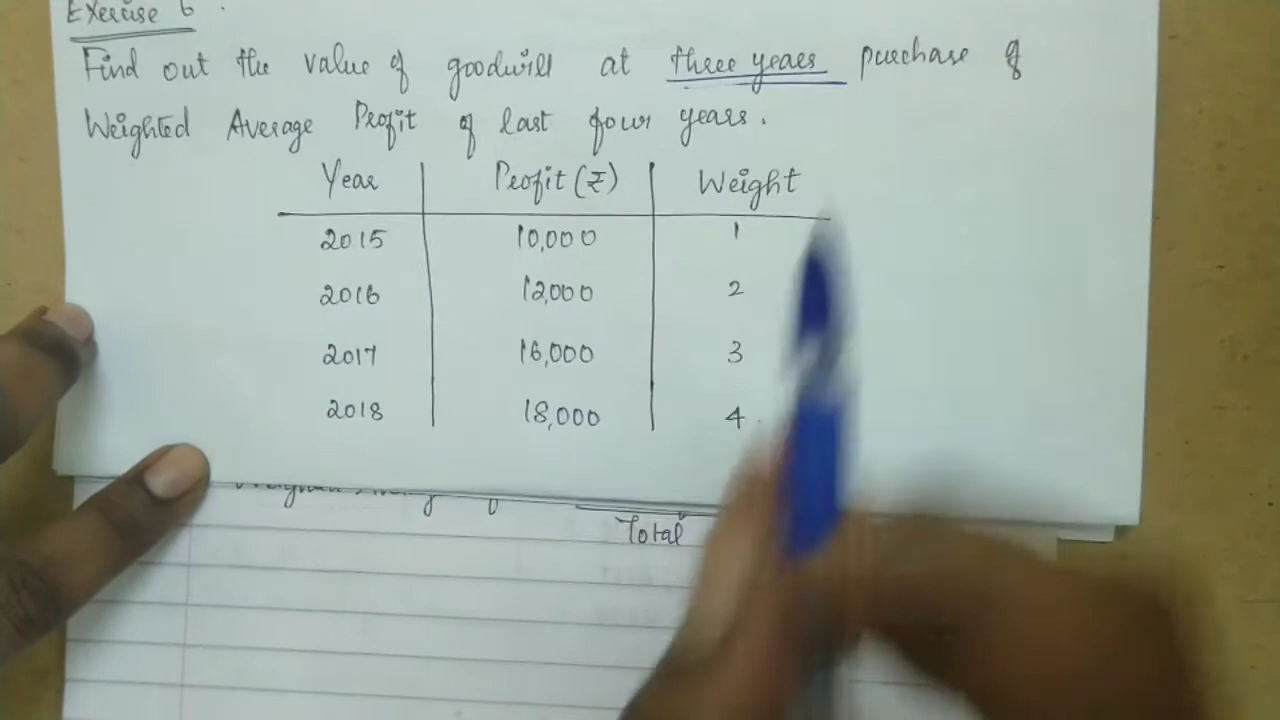 Exercise 6.
Find out the value of goodwill at three years purchase of
Weighted Average Profit of last four years.
Year Profit (₹) Weight
2015 10,000 1
2016 12,000 2
2017 16,000 3
2018 18,000 4
Total